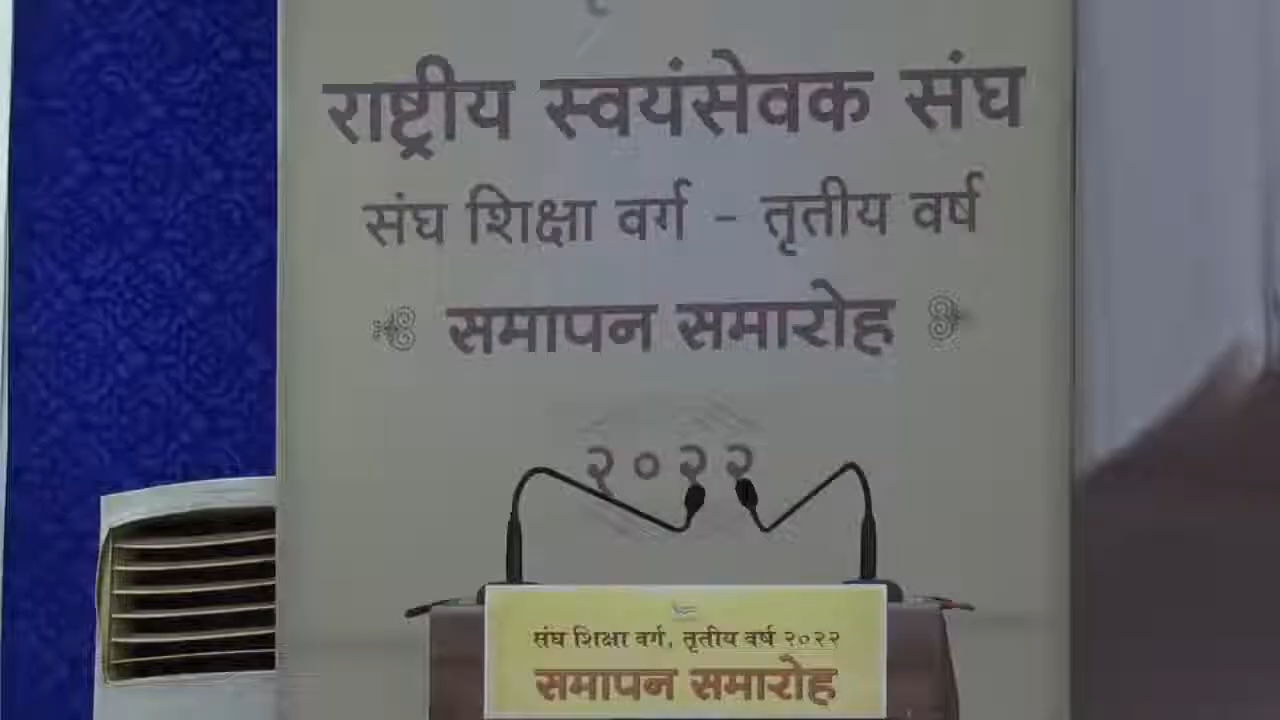 राष्ट्रीय स्वयंसेवक संघ
संघ शिक्षा वर्ग - तृतीय वर्ष
समापन समारोह
२०२२
संघ शिक्षा वर्ग, तृतीय वर्ष २०२२
समापन समारोह